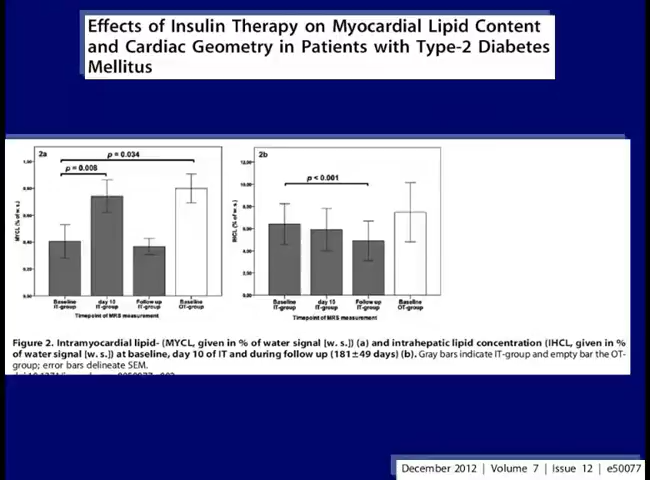 Effects of Insulin Therapy on Myocardial Lipid Content
and Cardiac Geometry in Patients with Type-2 Diabetes
Mellitus
2a
p = 0.034
p = 0.008
MYCL (% of w. s.)
Baseline IT-group
day 10 IT-group
Follow up IT-group
Baseline OT-group
Timepoint of MRS measurement
2b
p < 0.001
IHCL (% of w. s.)
Baseline IT-group
day 10 IT-group
Follow up IT-group
Baseline OT-group
Timepoint of MRS measurement
Figure 2. Intramyocardial lipid- (MYCL, given in % of water signal [w. s.]) (a) and intrahepatic lipid concentration (IHCL, given in %
of water signal [w. s.]) at baseline, day 10 of IT and during follow up (181±49 days) (b). Gray bars indicate IT-group and empty bar the OT-
group; error bars delineate SEM.
December 2012 | Volume 7 | Issue 12 | e50077